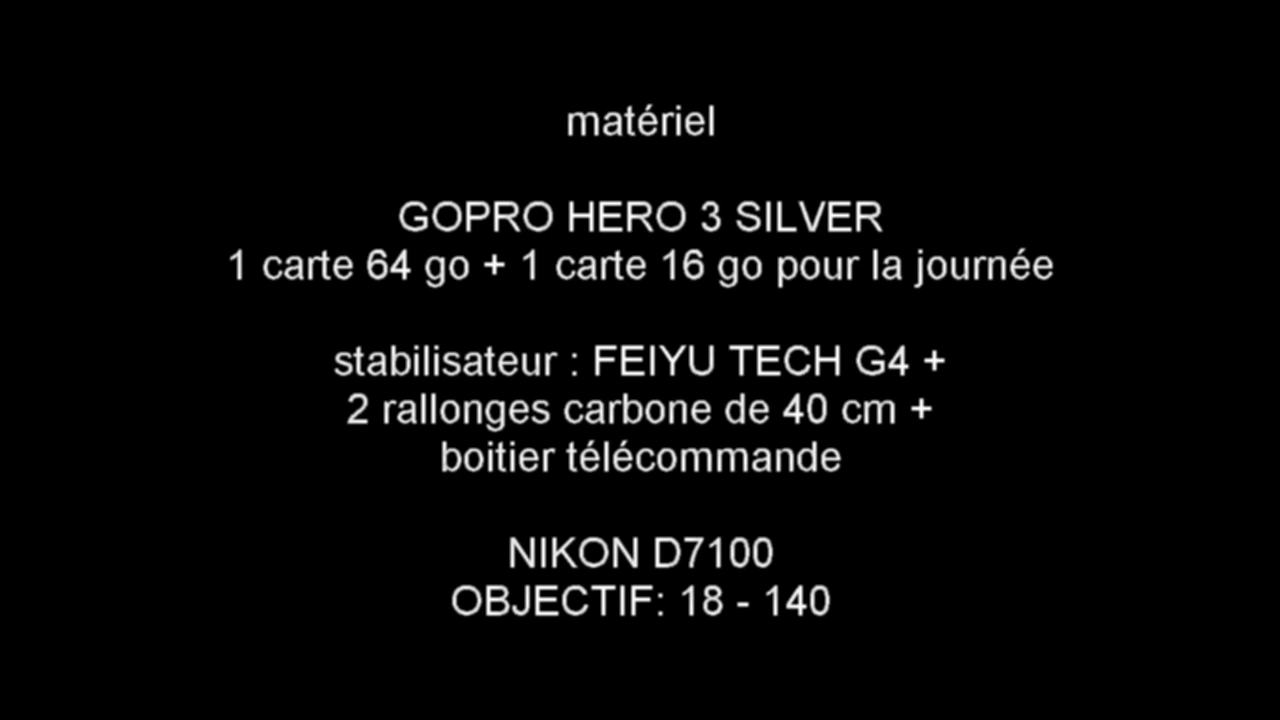 matériel
GOPRO HERO 3 SILVER
1 carte 64 go + 1 carte 16 go pour la journée
stabilisateur : FEIYU TECH G4 +
2 rallonges carbone de 40 cm +
boitier télécommande
NIKON D7100
OBJECTIF: 18 - 140